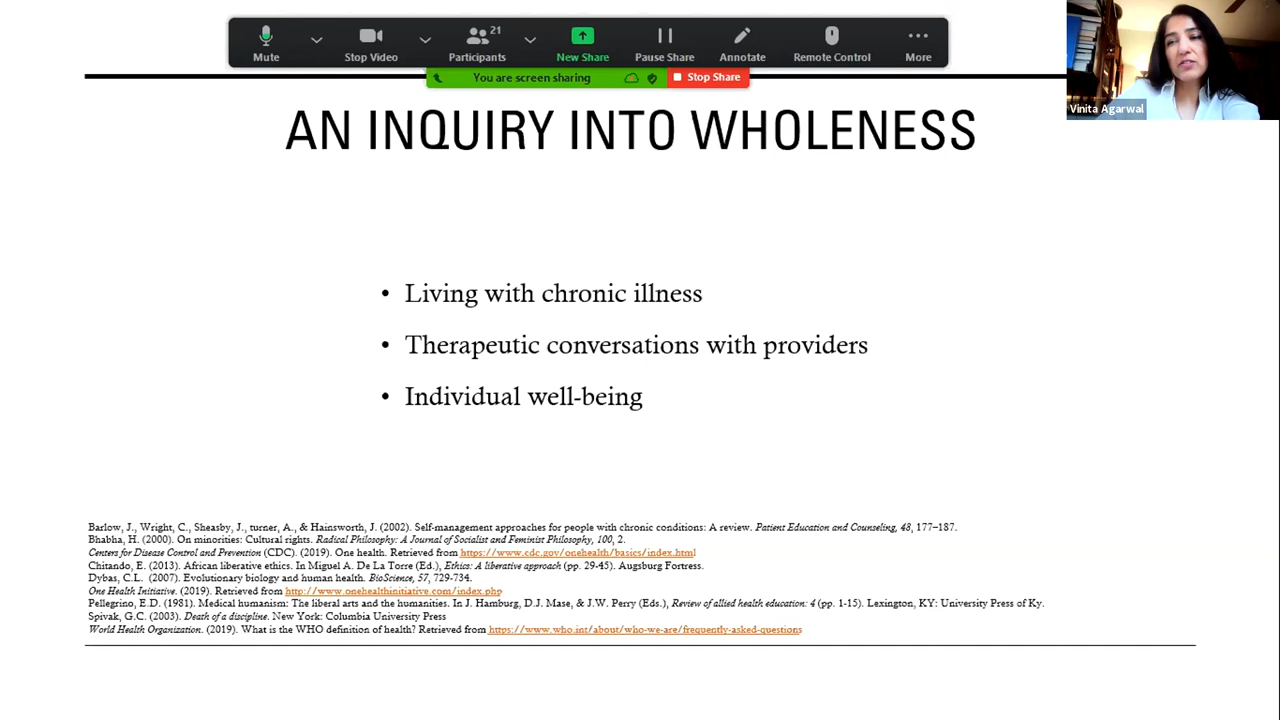 21
Mute
Stop Video
Participants
New Share
Pause Share
Annotate
Remote Control
More
You are screen sharing
Stop Share
Vinita Agarwal
AN INQUIRY INTO WHOLENESS
• Living with chronic illness
• Therapeutic conversations with providers
• Individual well-being
Barlow, J., Wright, C., Sheasby, J., turner, A., & Hainsworth, J. (2002). Self-management approaches for people with chronic conditions: A review. Patient Education and Counseling, 48, 177–187.
Bhabha, H. (2000). On minorities: Cultural rights. Radical Philosophy: A Journal of Socialist and Feminist Philosophy, 100, 2.
Centers for Disease Control and Prevention (CDC). (2019). One health. Retrieved from https://www.cdc.gov/onehealth/basics/index.html
Chitando, E. (2013). African liberative ethics. In Miguel A. De La Torre (Ed.), Ethics: A liberative approach (pp. 29-45). Augsburg Fortress.
Dybas, C.L. (2007). Evolutionary biology and human health. BioScience, 57, 729-734.
One Health Initiative. (2019). Retrieved from http://www.onehealthinitiative.com/index.php
Pellegrino, E.D. (1981). Medical humanism: The liberal arts and the humanities. In J. Hamburg, D.J. Mase, & J.W. Perry (Eds.), Review of allied health education: 4 (pp. 1-15). Lexington, KY: University Press of Ky.
Spivak, G.C. (2003). Death of a discipline. New York: Columbia University Press
World Health Organization. (2019). What is the WHO definition of health? Retrieved from https://www.who.int/about/who-we-are/frequently-asked-questions